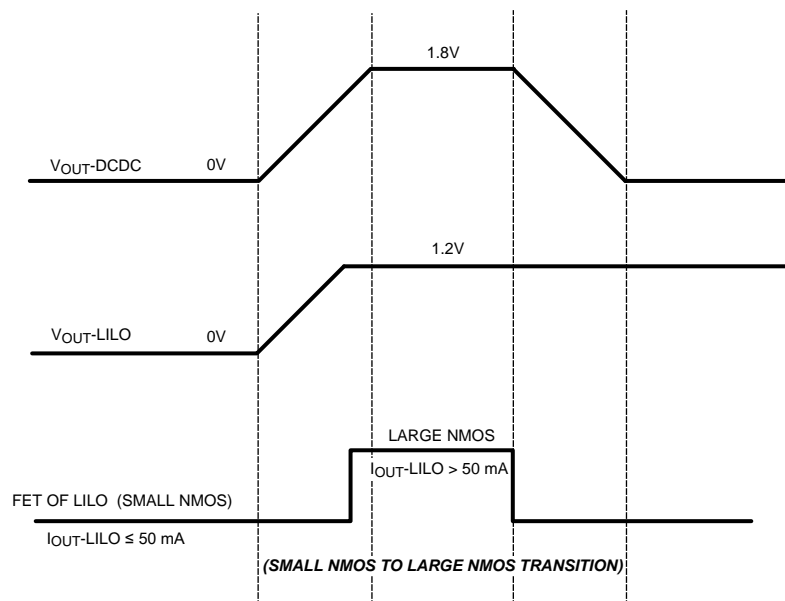 1.8V
VOUT-DCDC 0V
1.2V
VOUT-LILO 0V
LARGE NMOS
IOUT-LILO > 50 mA
FET OF LILO (SMALL NMOS)
IOUT-LILO ≤ 50 mA
(SMALL NMOS TO LARGE NMOS TRANSITION)